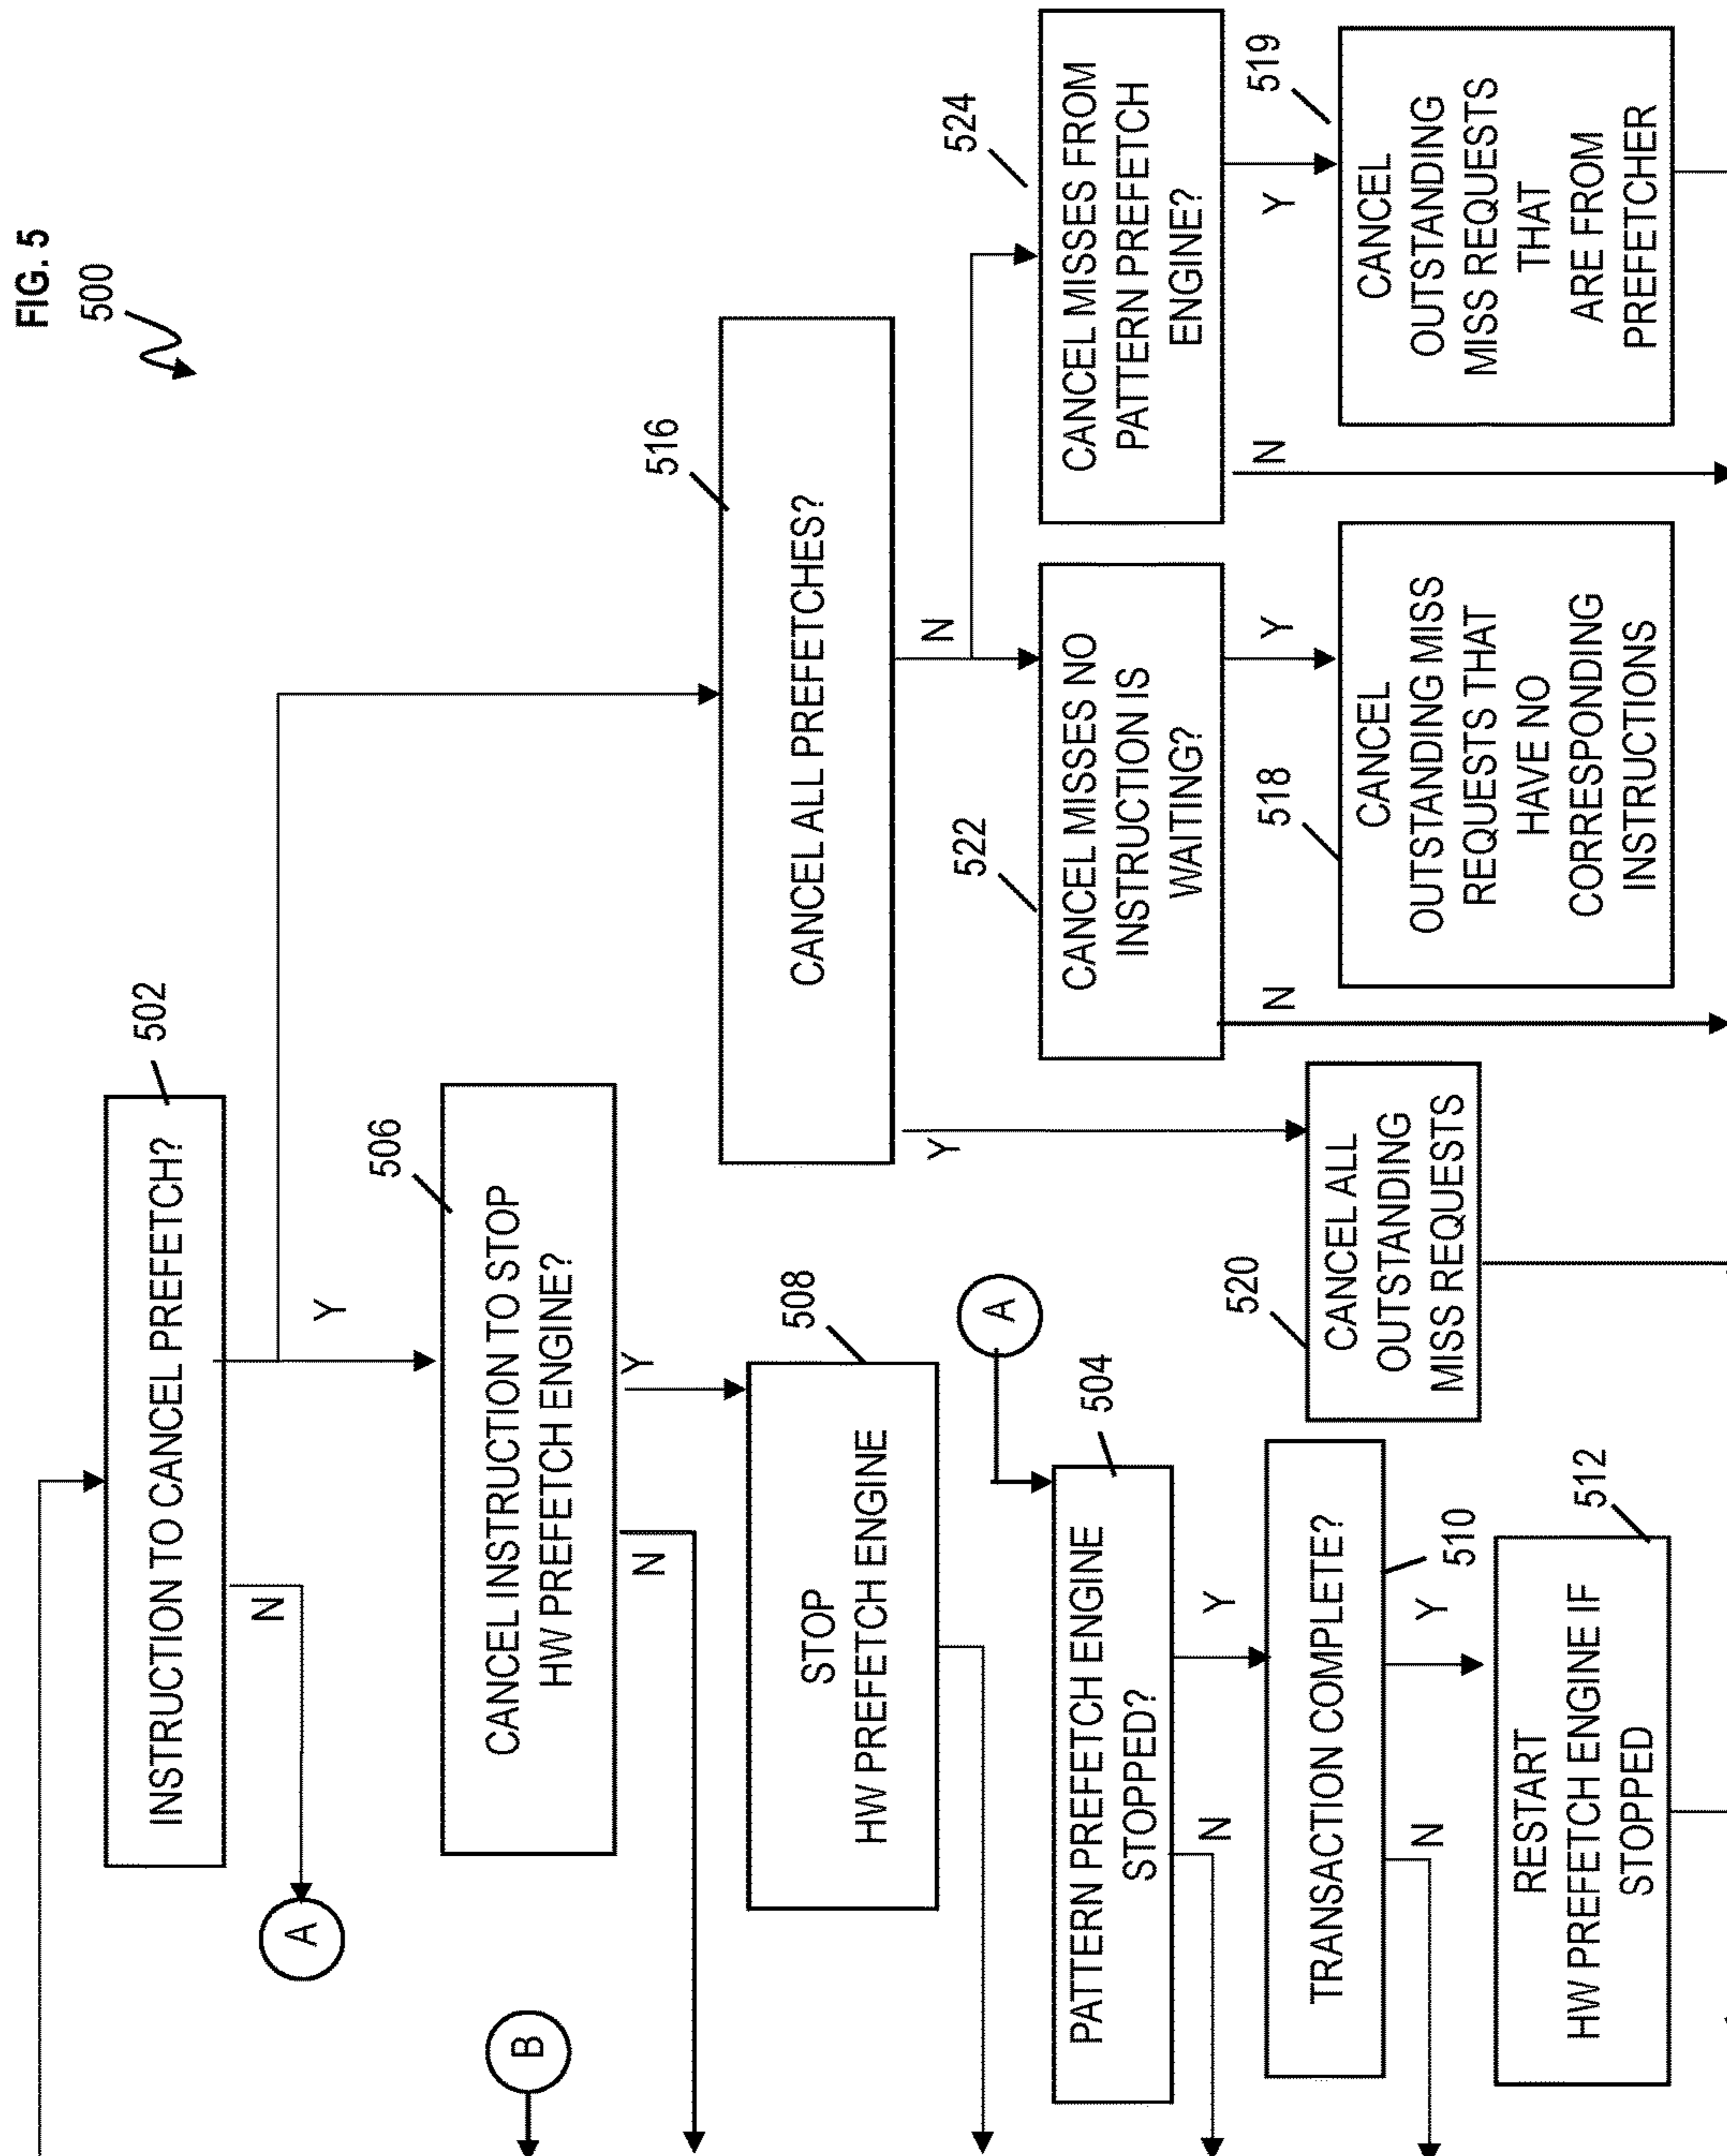 FIG. 5
500
502
INSTRUCTION TO CANCEL PREFETCH?
N
Y
A
506
CANCEL INSTRUCTION TO STOP
HW PREFETCH ENGINE?
N
Y
B
508
STOP
HW PREFETCH ENGINE
516
CANCEL ALL PREFETCHES?
Y
N
A
504
PATTERN PREFETCH ENGINE
STOPPED?
N
Y
522
CANCEL MISSES NO
INSTRUCTION IS
WAITING?
N
Y
524
CANCEL MISSES FROM
PATTERN PREFETCH
ENGINE?
N
Y
TRANSACTION COMPLETE?
510
N
Y
520
CANCEL ALL
OUTSTANDING
MISS REQUESTS
518
CANCEL
OUTSTANDING MISS
REQUESTS THAT
HAVE NO
CORRESPONDING
INSTRUCTIONS
519
CANCEL
OUTSTANDING
MISS REQUESTS
THAT
ARE FROM
PREFETCHER
512
RESTART
HW PREFETCH ENGINE IF
STOPPED